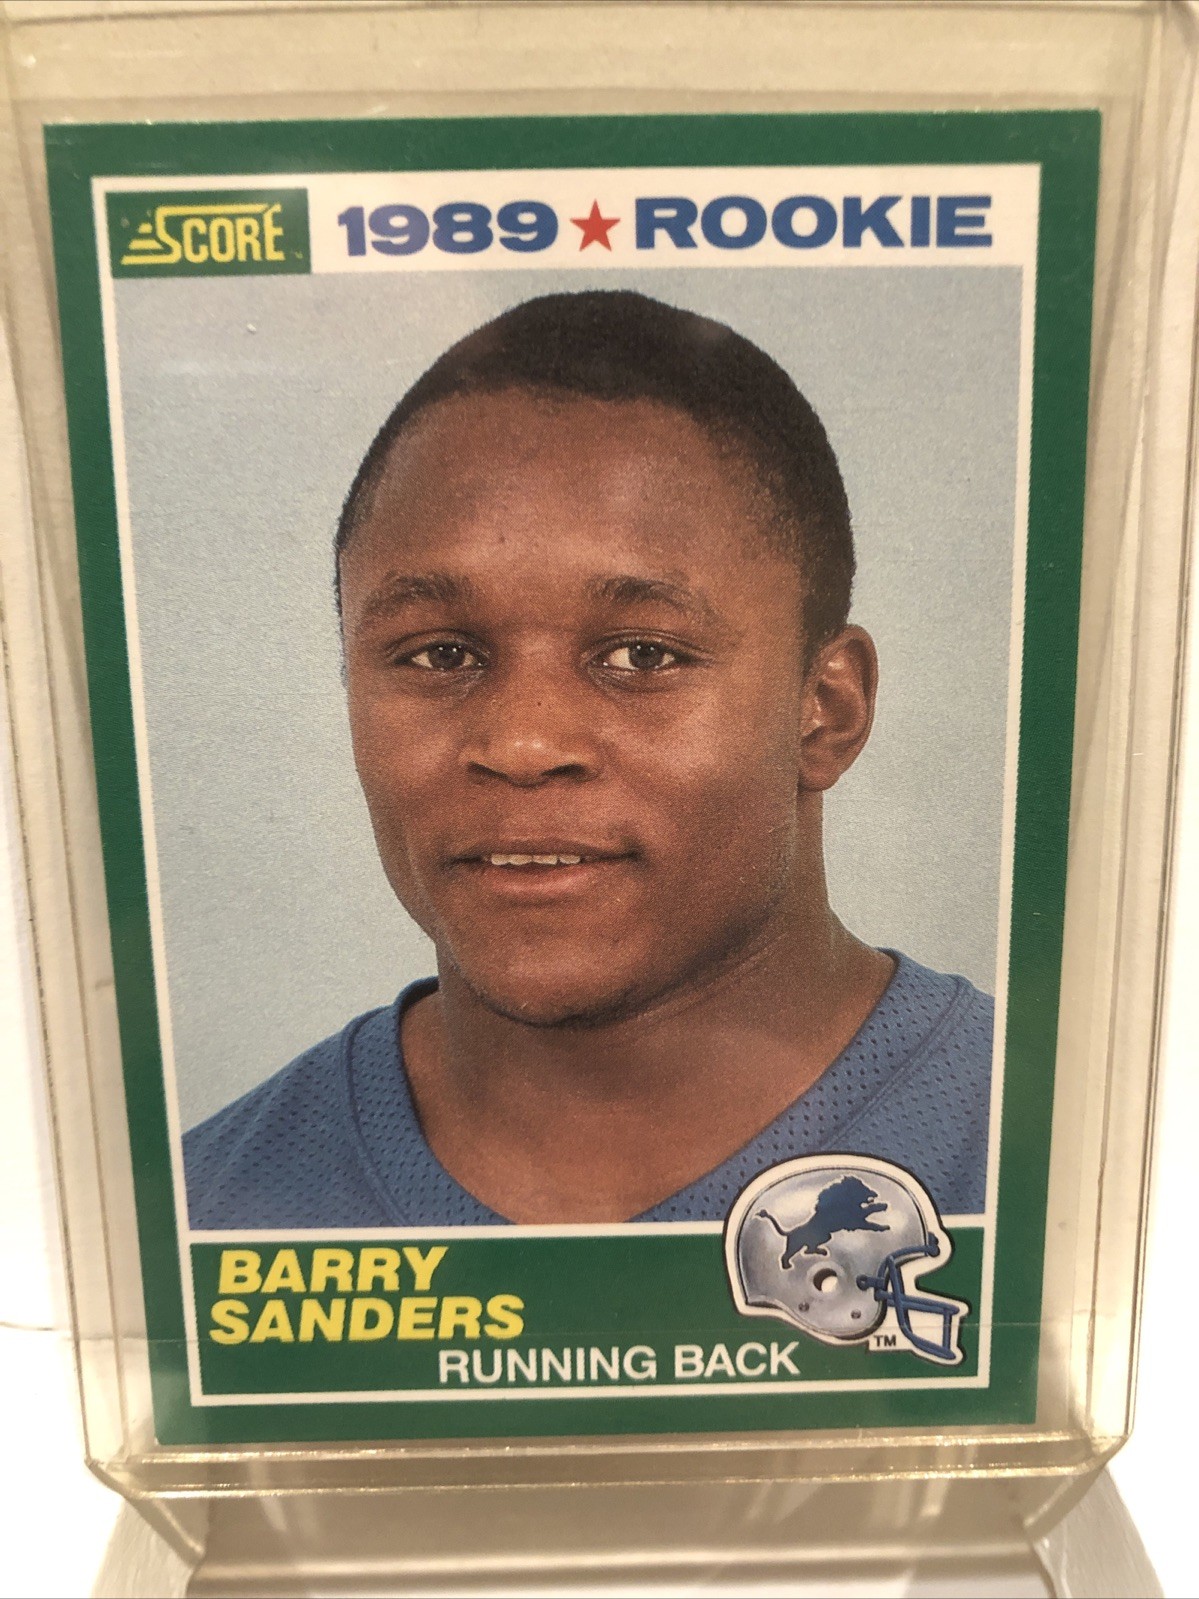 SCORE 1989 ★ ROOKIE
BARRY
SANDERS
RUNNING BACK
TM